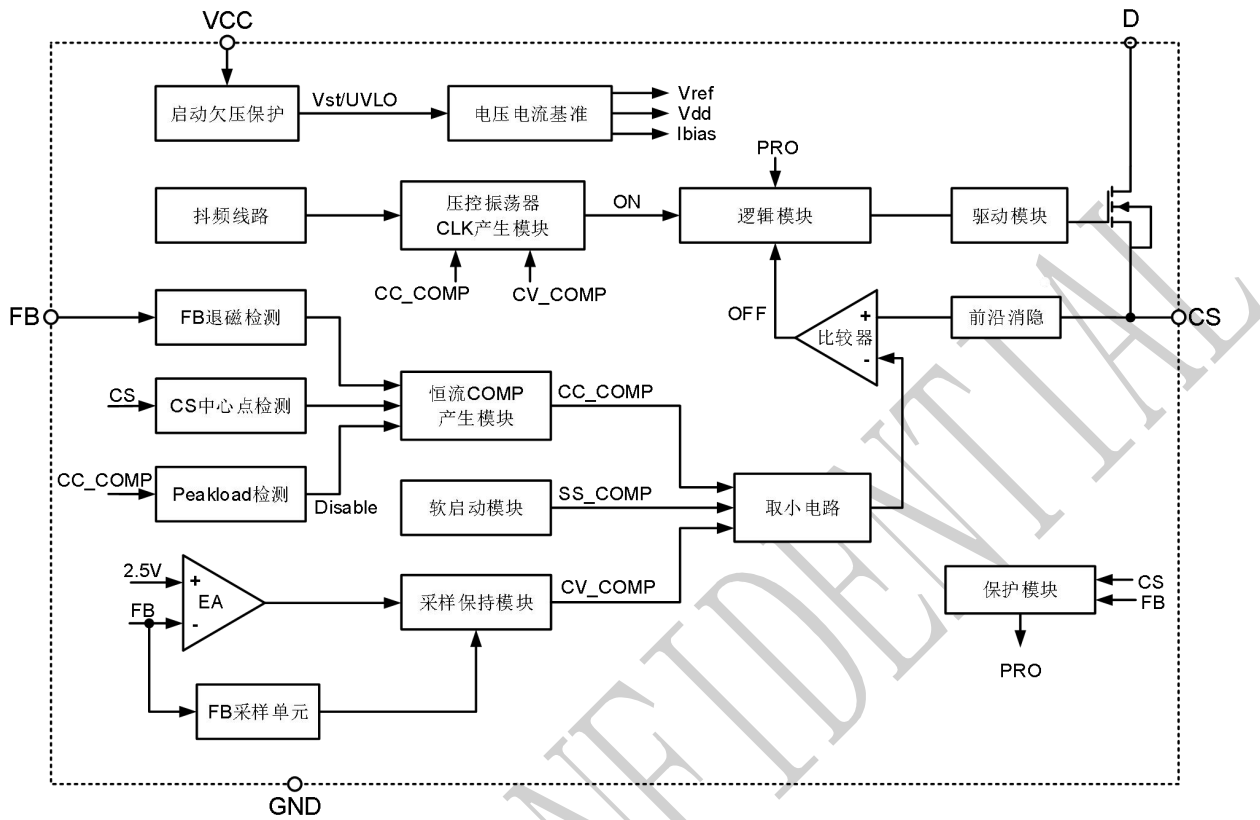 VCC
D
启动欠压保护
Vst/UVLO
电压电流基准
Vref
Vdd
Ibias
PRO
抖频线路
压控振荡器
CLK产生模块
ON
逻辑模块
驱动模块
CC_COMP
CV_COMP
FB
FB退磁检测
OFF
+
比较器
-
前沿消隐
CS
CS
CS中心点检测
恒流COMP
产生模块
CC_COMP
CC_COMP
Peakload检测
Disable
软启动模块
SS_COMP
取小电路
2.5V
+
EA
FB
-
采样保持模块
CV_COMP
保护模块
CS
FB
PRO
FB采样单元
GND
NFIDENTIAL